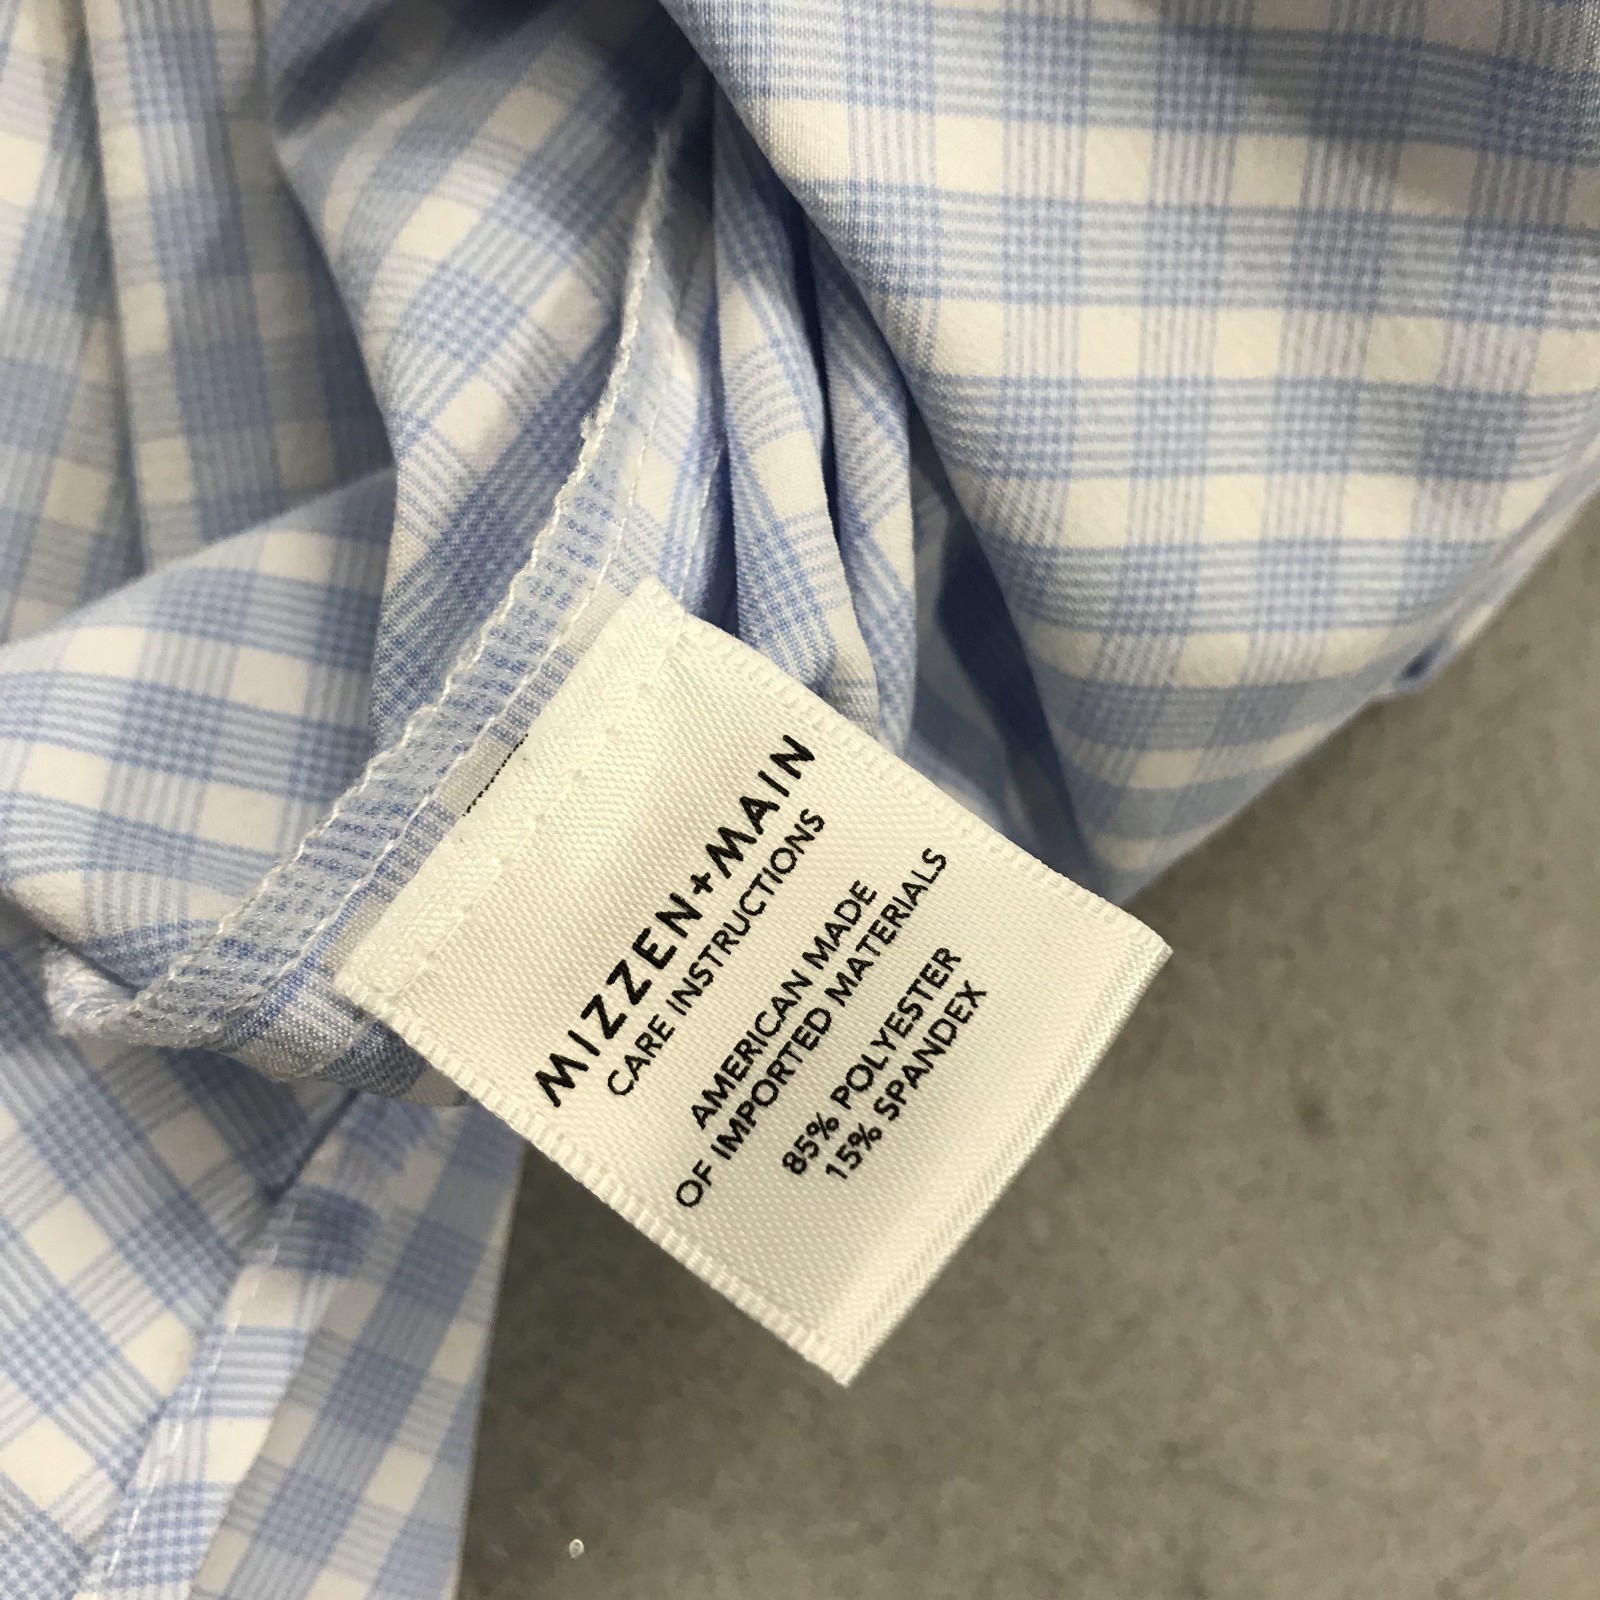 MIZZEN+MAIN
CARE INSTRUCTIONS
AMERICAN MADE
OF IMPORTED MATERIALS
85% POLYESTER
15% SPANDEX